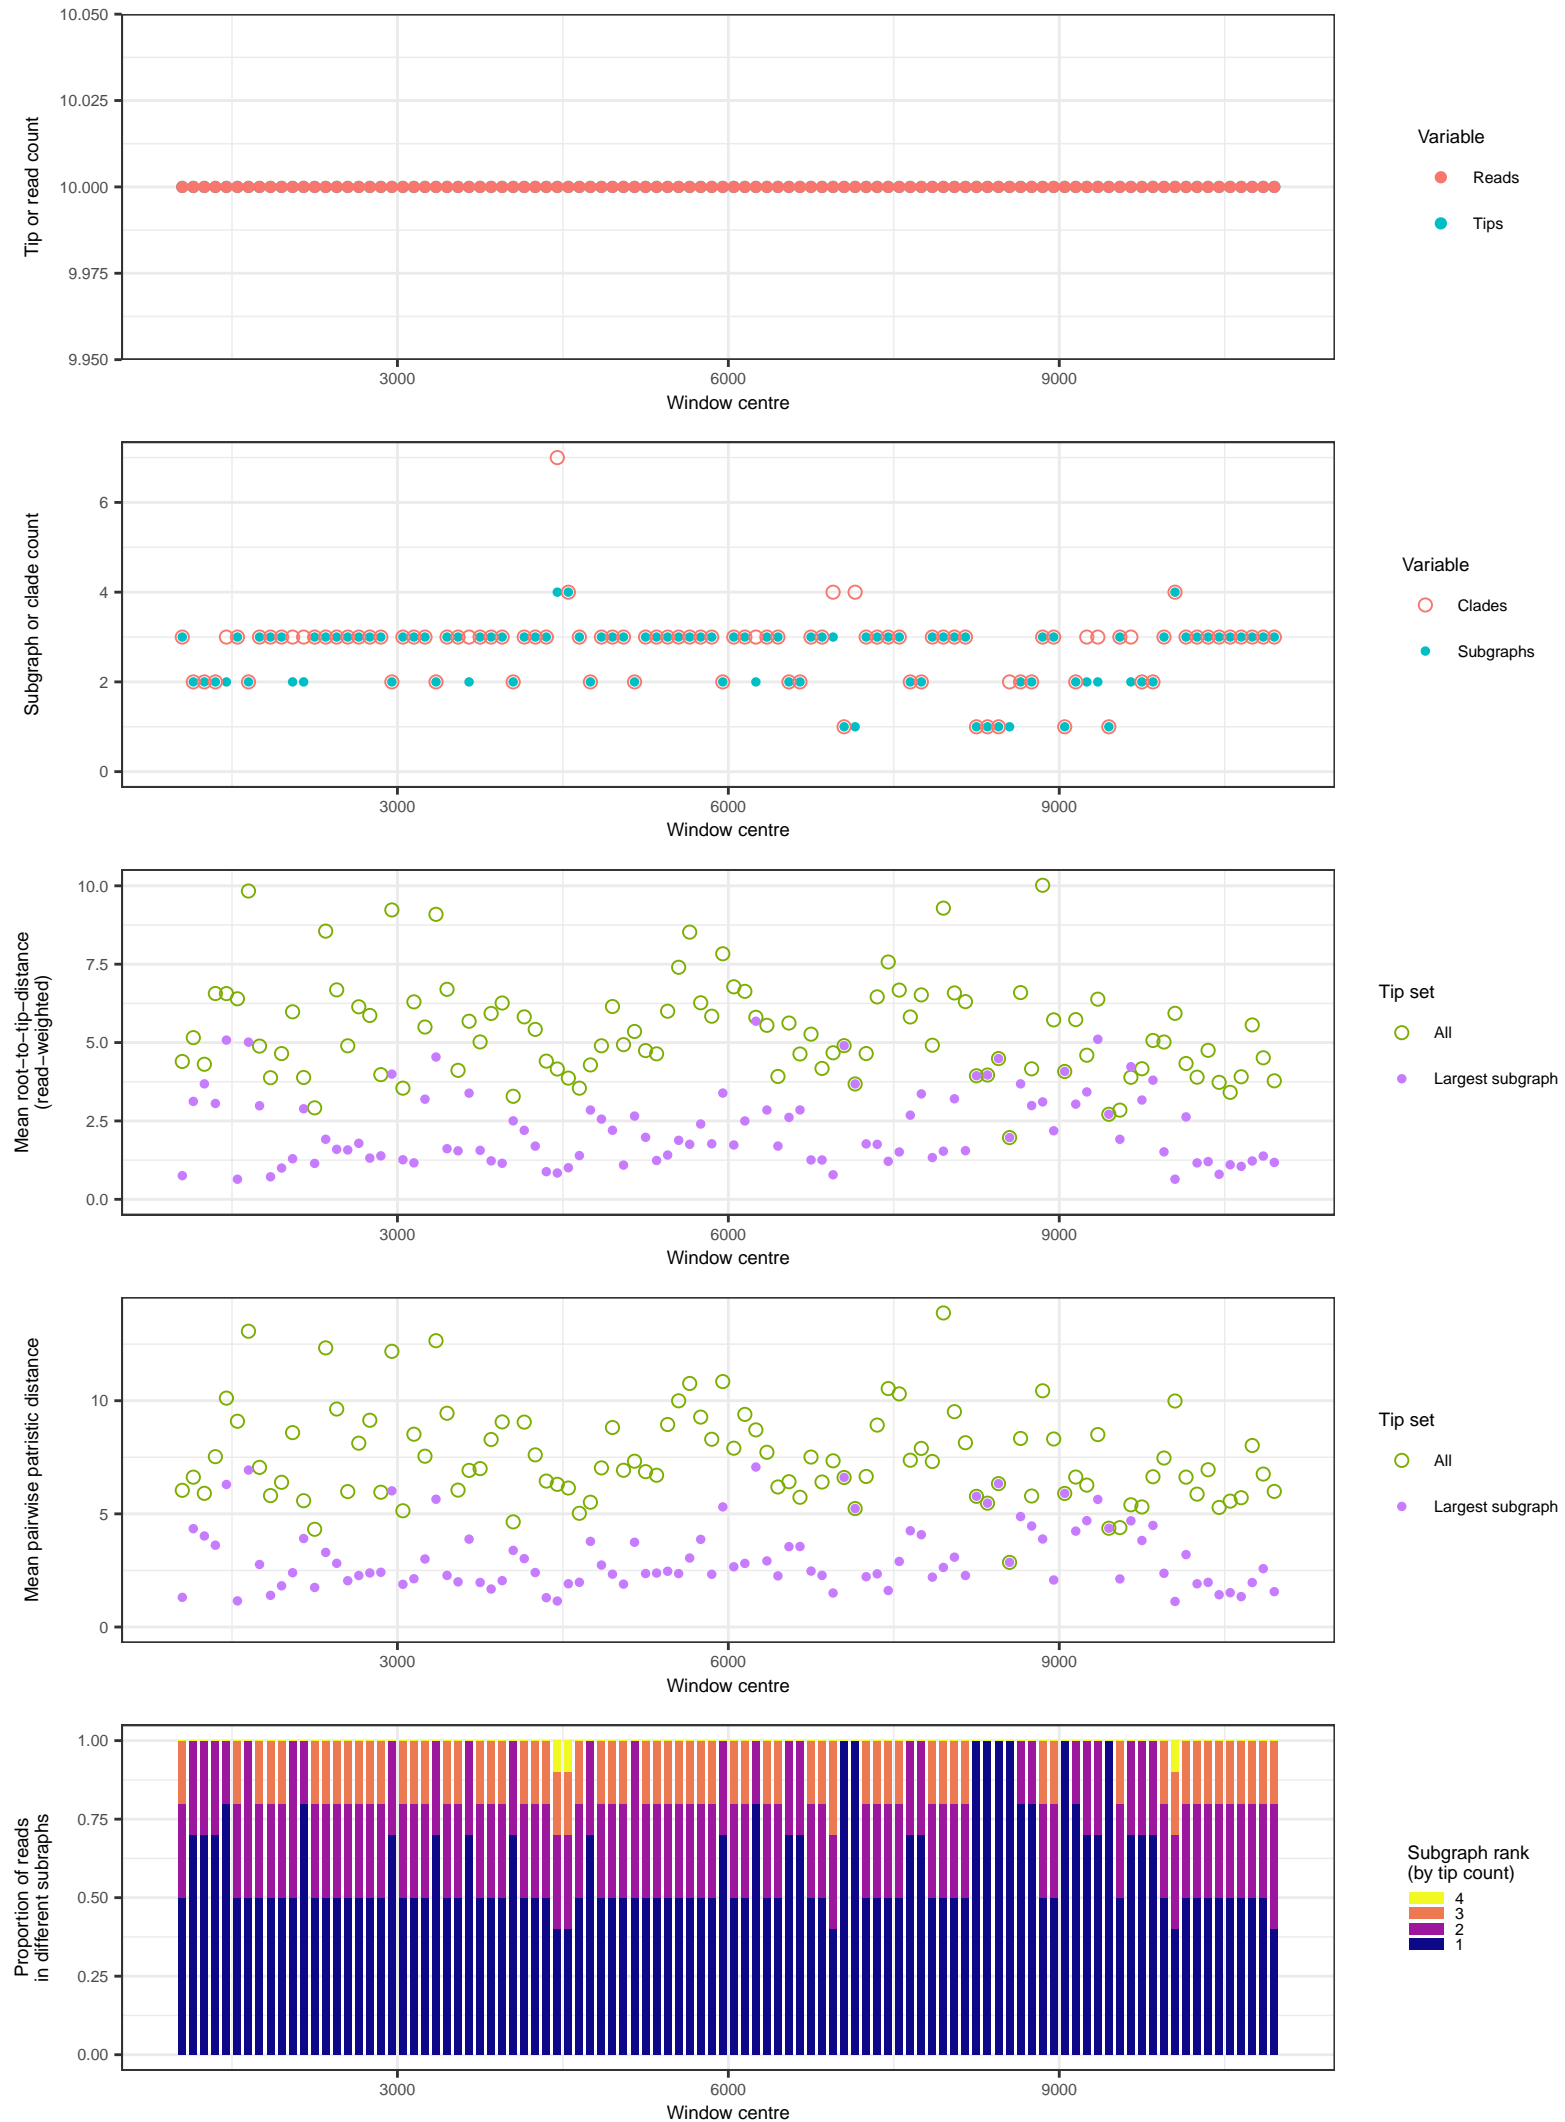 10.050
10.025
10.000
9.975
9.950
Tip or read count
3000 6000 9000
Window centre
Variable
Reads
Tips
6
4
2
0
Subgraph or clade count
3000 6000 9000
Window centre
Variable
Clades
Subgraphs
10.0
7.5
5.0
2.5
0.0
Mean root−to−tip−distance
(read−weighted)
3000 6000 9000
Window centre
Tip set
All
Largest subgraph
10
5
0
Mean pairwise patristic distance
3000 6000 9000
Window centre
Tip set
All
Largest subgraph
1.00
0.75
0.50
0.25
0.00
Proportion of reads
in different subraphs
3000 6000 9000
Window centre
Subgraph rank
(by tip count)
4
3
2
1